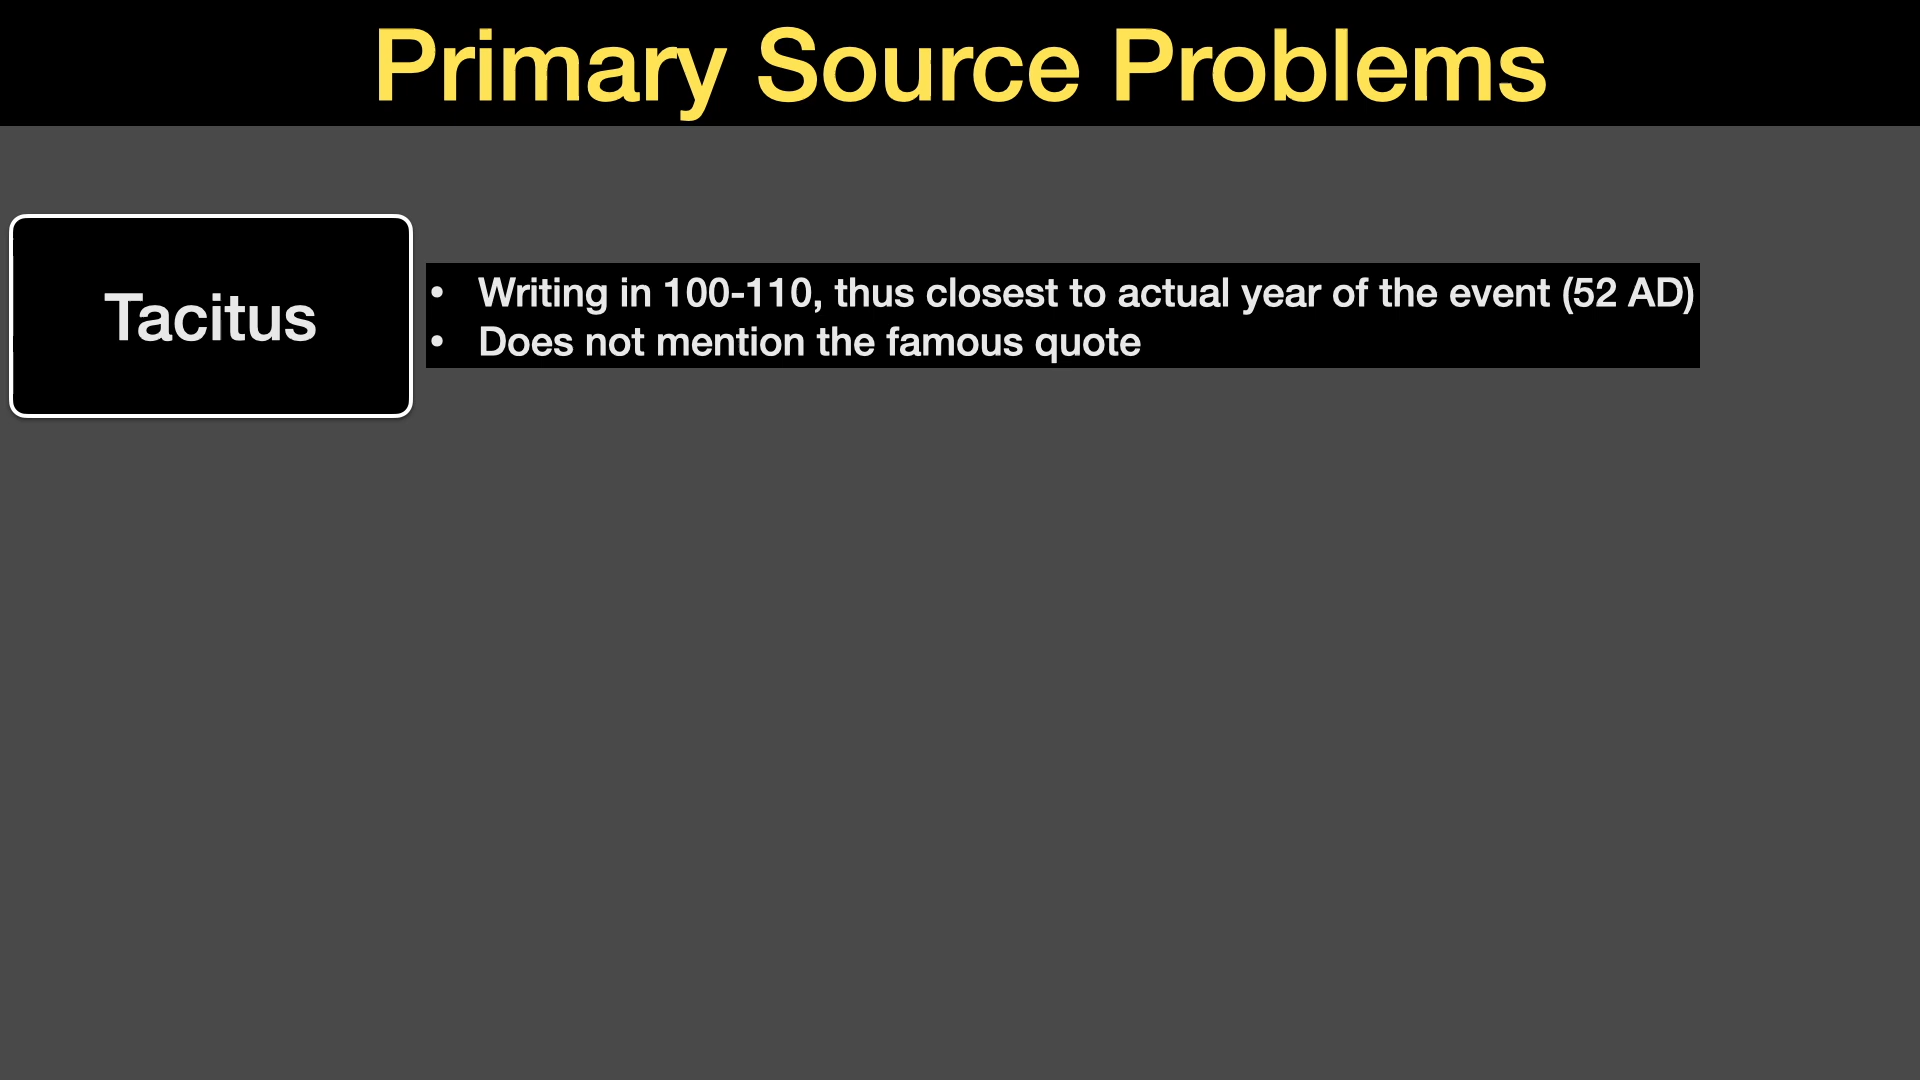 Primary Source Problems
Tacitus
• Writing in 100-110, thus closest to actual year of the event (52 AD)
• Does not mention the famous quote